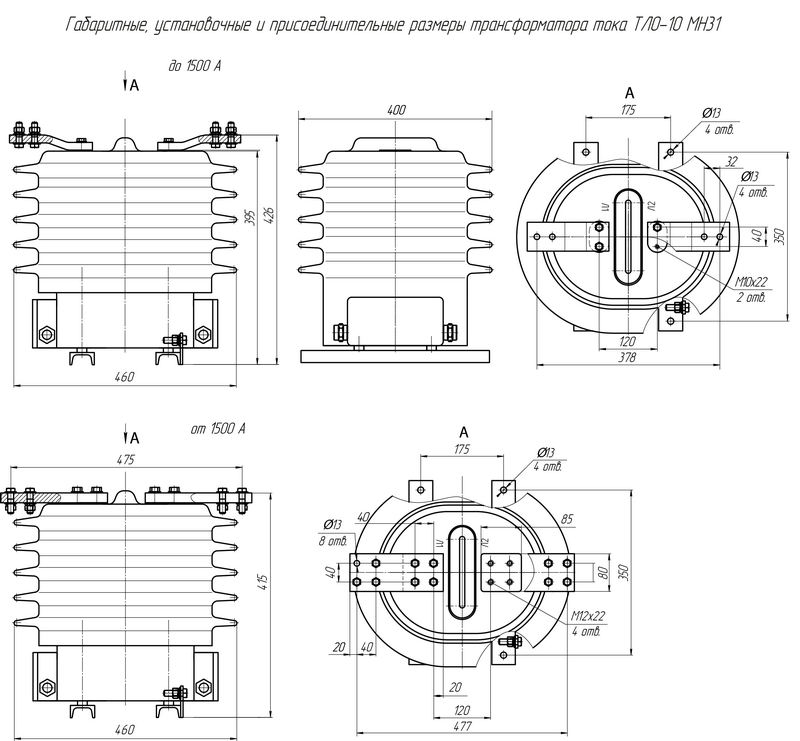 Габаритные, установочные и присоединительные размеры трансформатора тока ТЛО-10 МН31
до 1500 А
А
395
426
460
400
А
175
Ø13
4 отв.
32
Ø13
4 отв.
Л1
Л2
40
350
М10х22
2 отв.
120
378
от 1500 А
А
475
415
460
А
175
Ø13
4 отв.
40
85
Ø13
8 отв.
Л1
Л2
40
80
350
М12х22
4 отв.
20
40
20
120
477